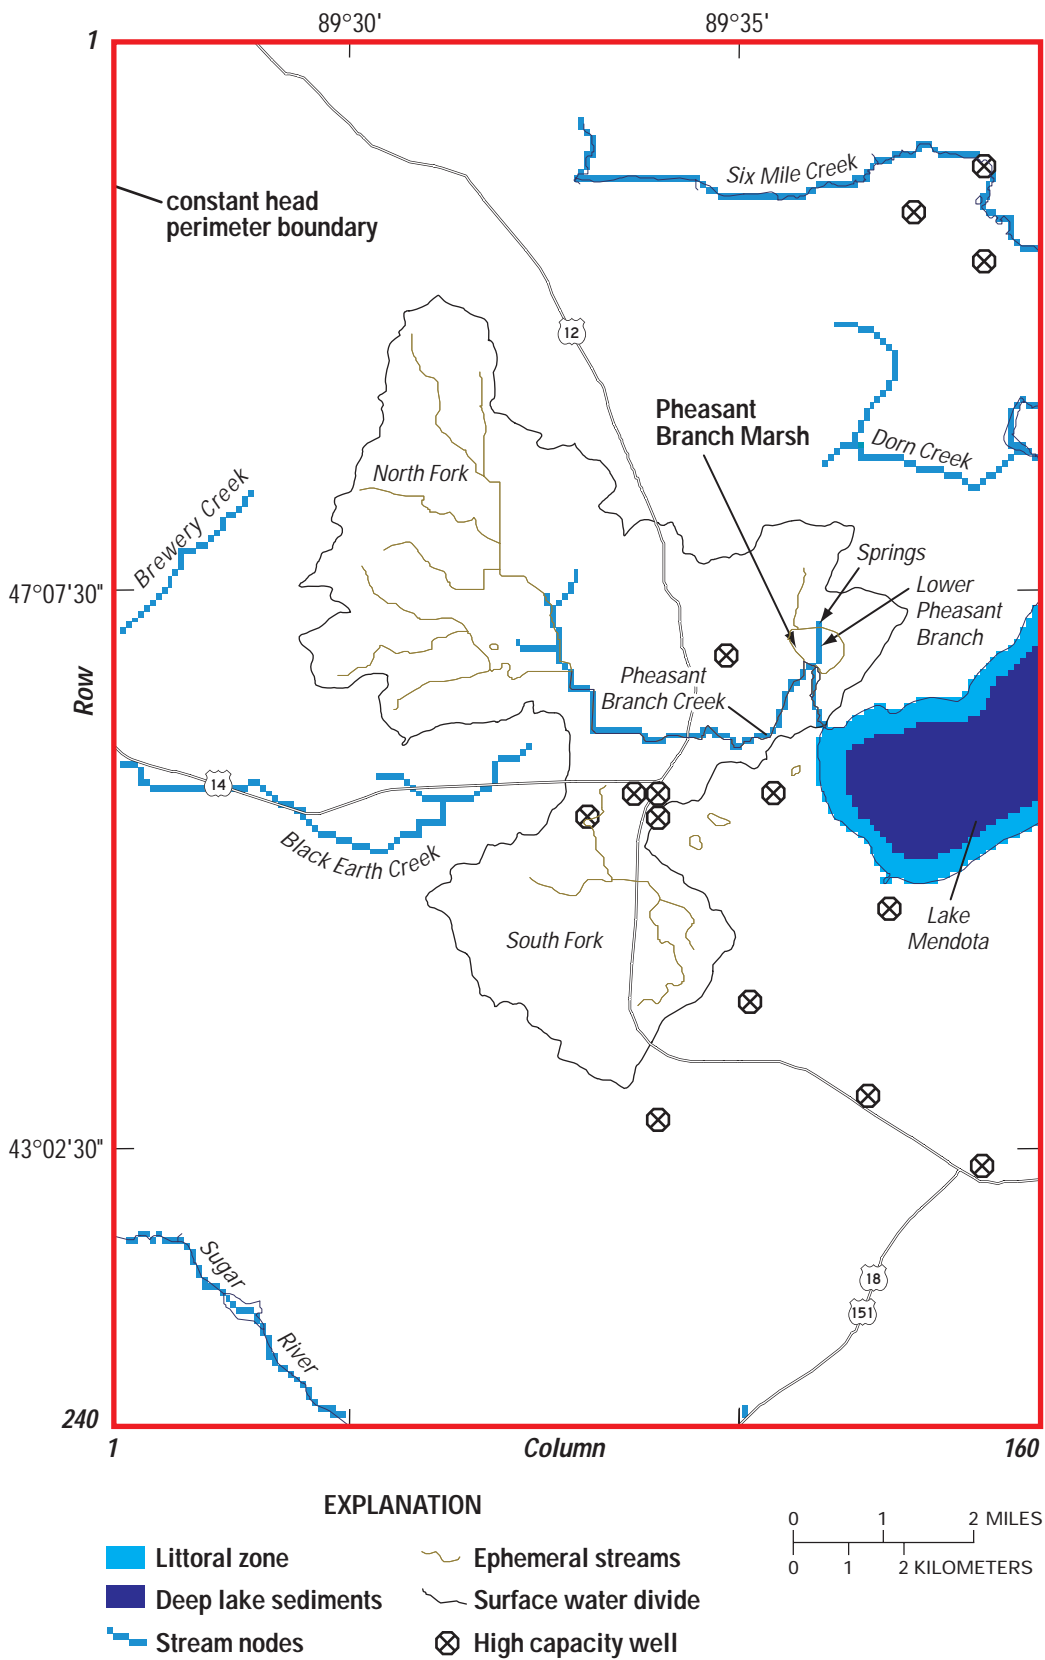 89°30'
89°35'
1
Six Mile Creek
constant head
perimeter boundary
12
Pheasant
Branch Marsh
Dorn Creek
North Fork
Brewery Creek
Springs
47°07'30"
Lower
Pheasant
Branch
Row
Pheasant
Branch Creek
14
Black Earth Creek
Lake
Mendota
South Fork
43°02'30"
Sugar
River
18
151
240
1
Column
160
EXPLANATION
Littoral zone
Deep lake sediments
Stream nodes
Ephemeral streams
Surface water divide
High capacity well
0 1 2 MILES
0 1 2 KILOMETERS